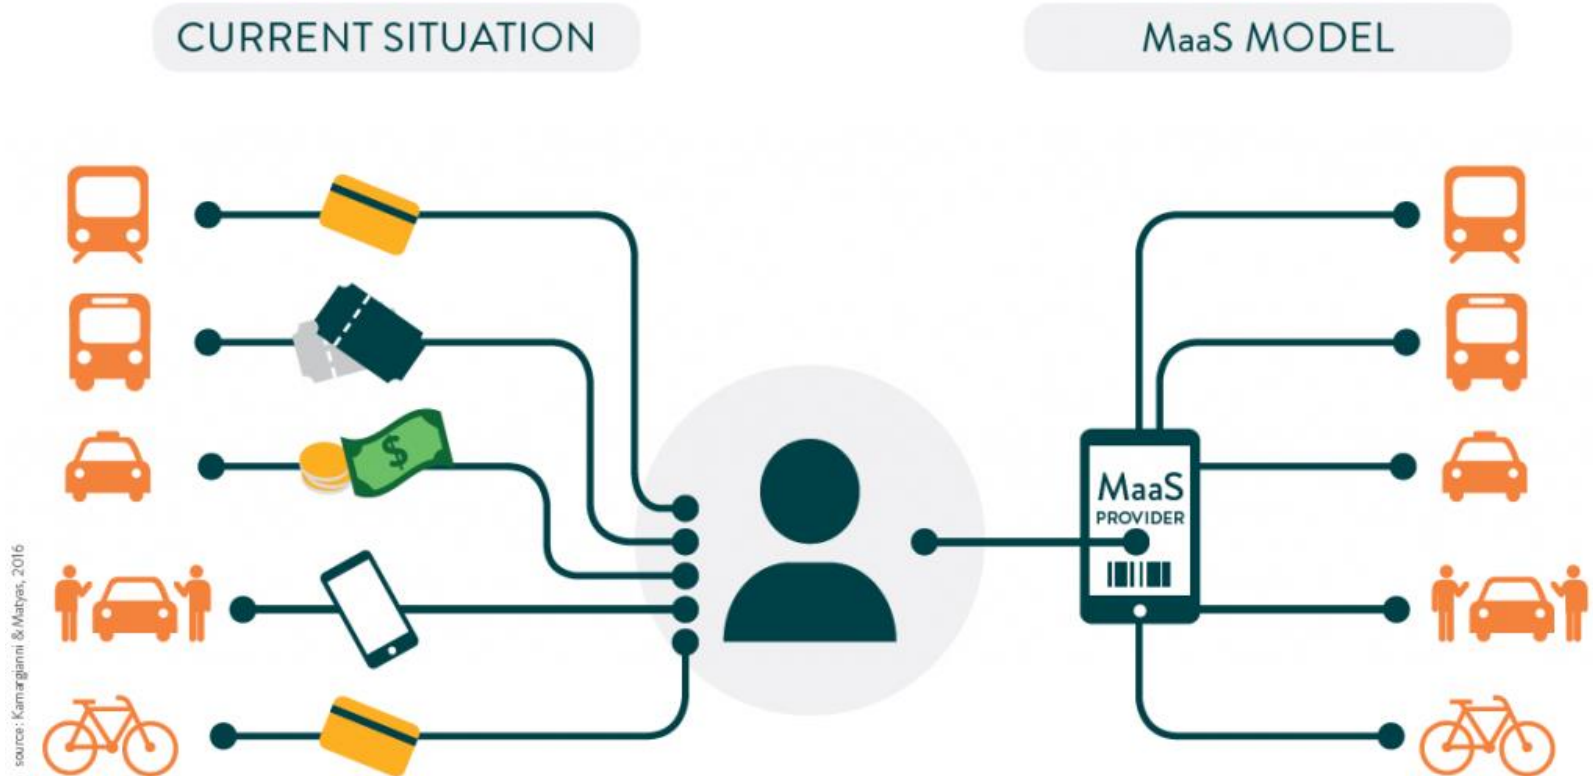 CURRENT SITUATION
MaaS MODEL
$
MaaS
PROVIDER
source: Kamargianni & Matyas, 2016